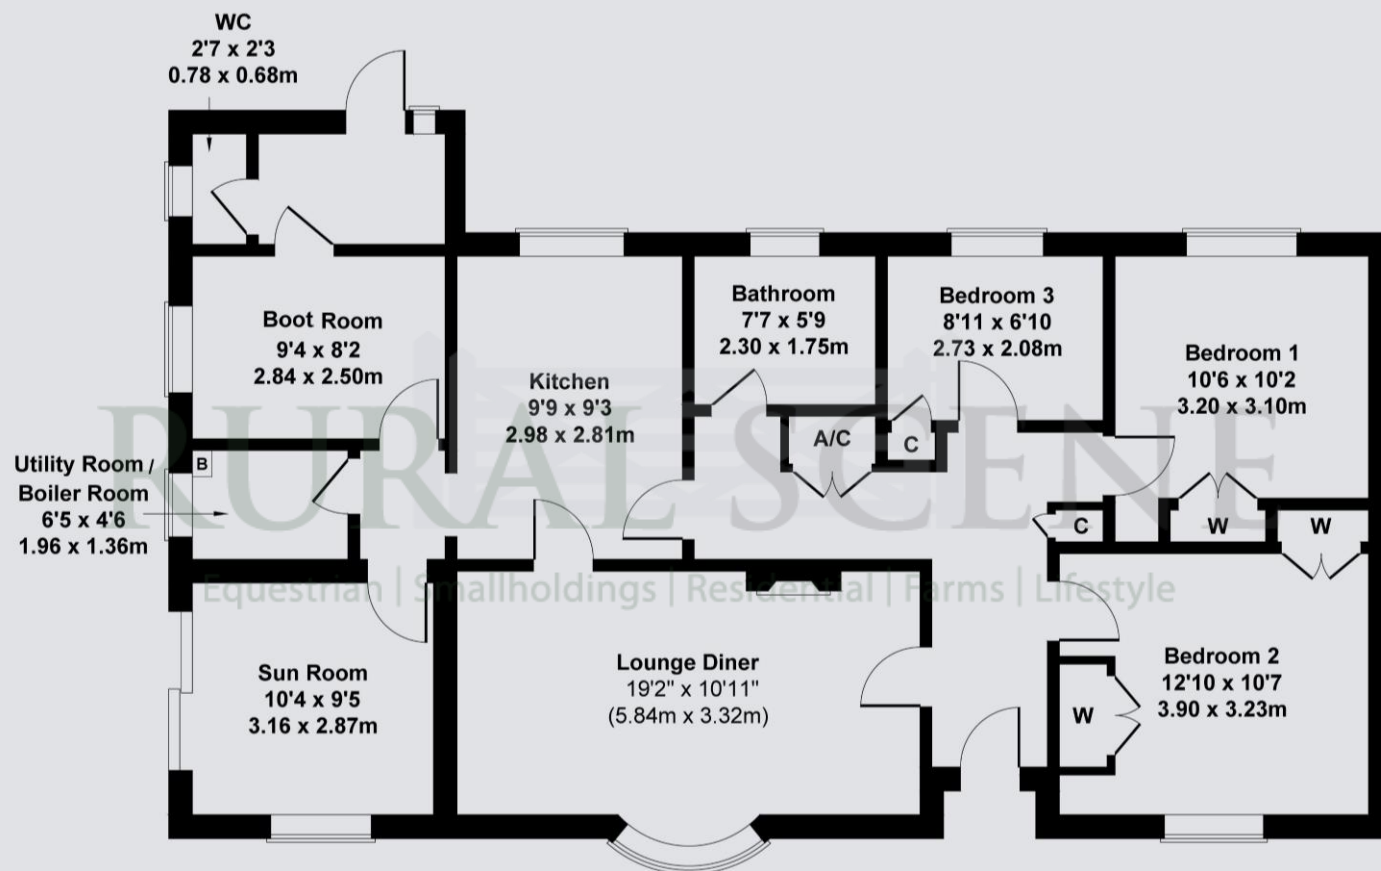 WC
2'7 x 2'3
0.78 x 0.68m
Boot Room
9'4 x 8'2
2.84 x 2.50m
Kitchen
9'9 x 9'3
2.98 x 2.81m
Bathroom
7'7 x 5'9
2.30 x 1.75m
Bedroom 3
8'11 x 6'10
2.73 x 2.08m
Bedroom 1
10'6 x 10'2
3.20 x 3.10m
A/C
C
RURAL SCENE
B
Utility Room /
Boiler Room
6'5 x 4'6
1.96 x 1.36m
C
W
W
Equestrian | Smallholdings | Residential | Farms | Lifestyle
Sun Room
10'4 x 9'5
3.16 x 2.87m
Lounge Diner
19'2" x 10'11"
(5.84m x 3.32m)
Bedroom 2
12'10 x 10'7
3.90 x 3.23m
W